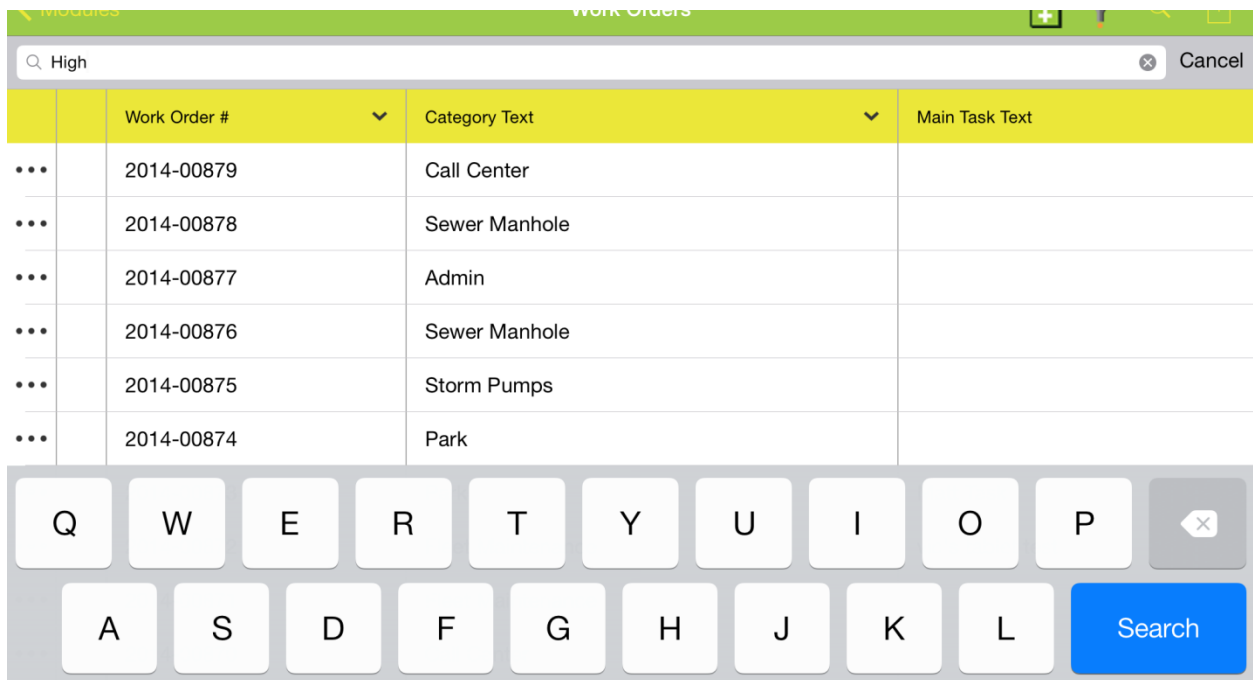 Modules Work Orders
High Cancel
Work Order # Category Text Main Task Text
2014-00879 Call Center
2014-00878 Sewer Manhole
2014-00877 Admin
2014-00876 Sewer Manhole
2014-00875 Storm Pumps
2014-00874 Park
Q W E R T Y U I O P
A S D F G H J K L Search